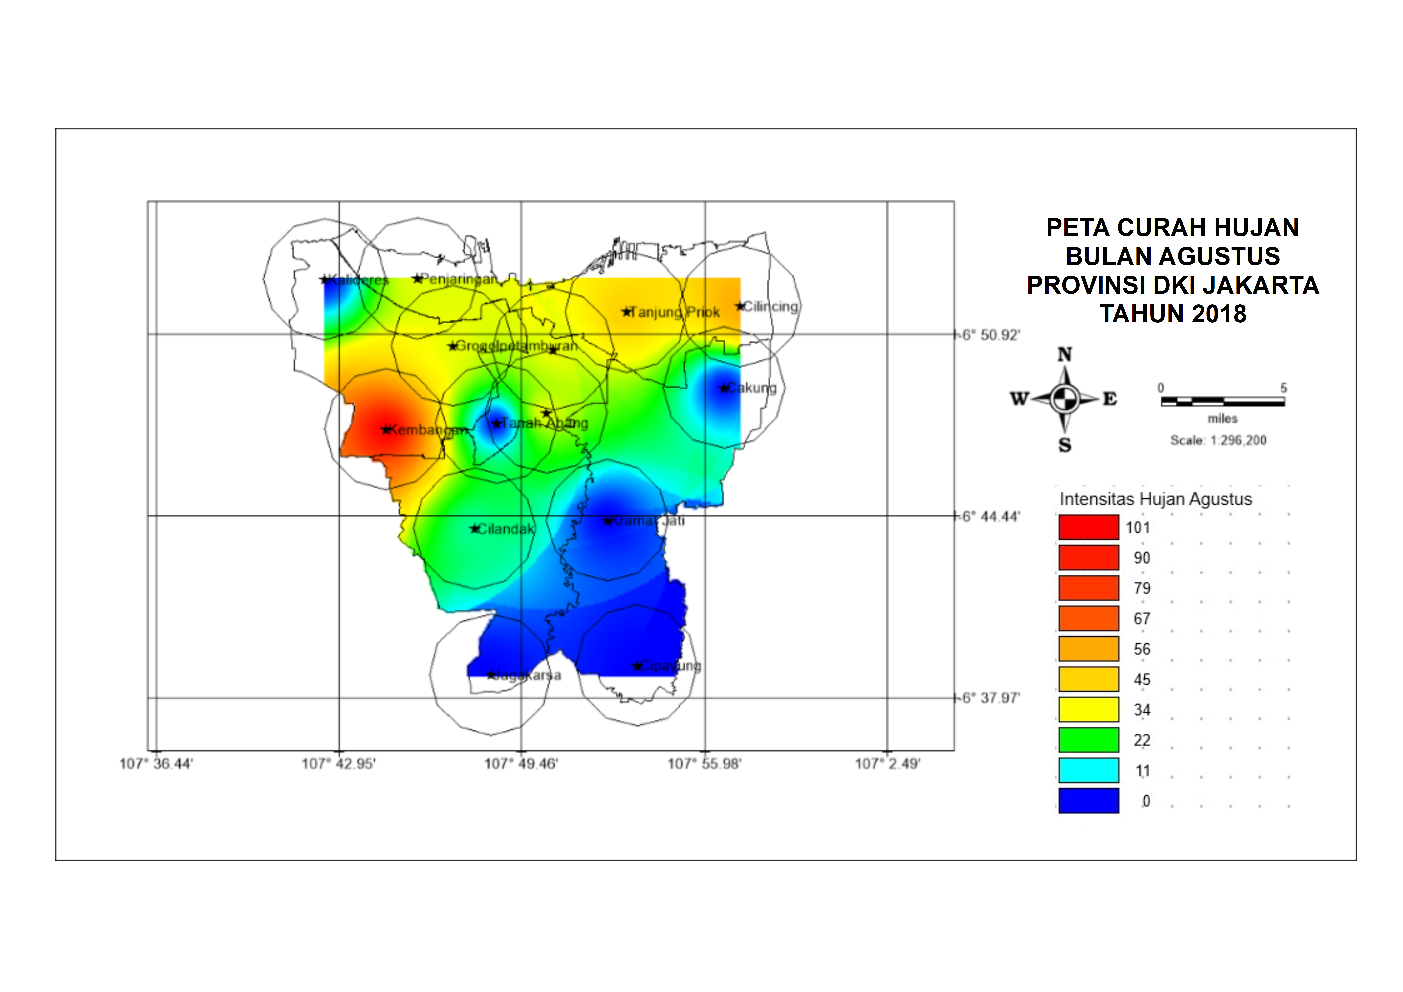 PETA CURAH HUJAN
BULAN AGUSTUS
PROVINSI DKI JAKARTA
TAHUN 2018
N
W E
S
0 5
miles
Scale: 1:296,200
Intensitas Hujan Agustus
101
90
79
67
56
45
34
22
11
0
Kalideres
Penjaringan
Tanjung Priok
Cilincing
Grogolpetamburan
Cakung
Kembangan
Tanah Abang
Cilandak
Kramat Jati
Cipayung
Jagakarsa
-6° 50.92'
-6° 44.44'
-6° 37.97'
107° 36.44'
107° 42.95'
107° 49.46'
107° 55.98'
107° 2.49'